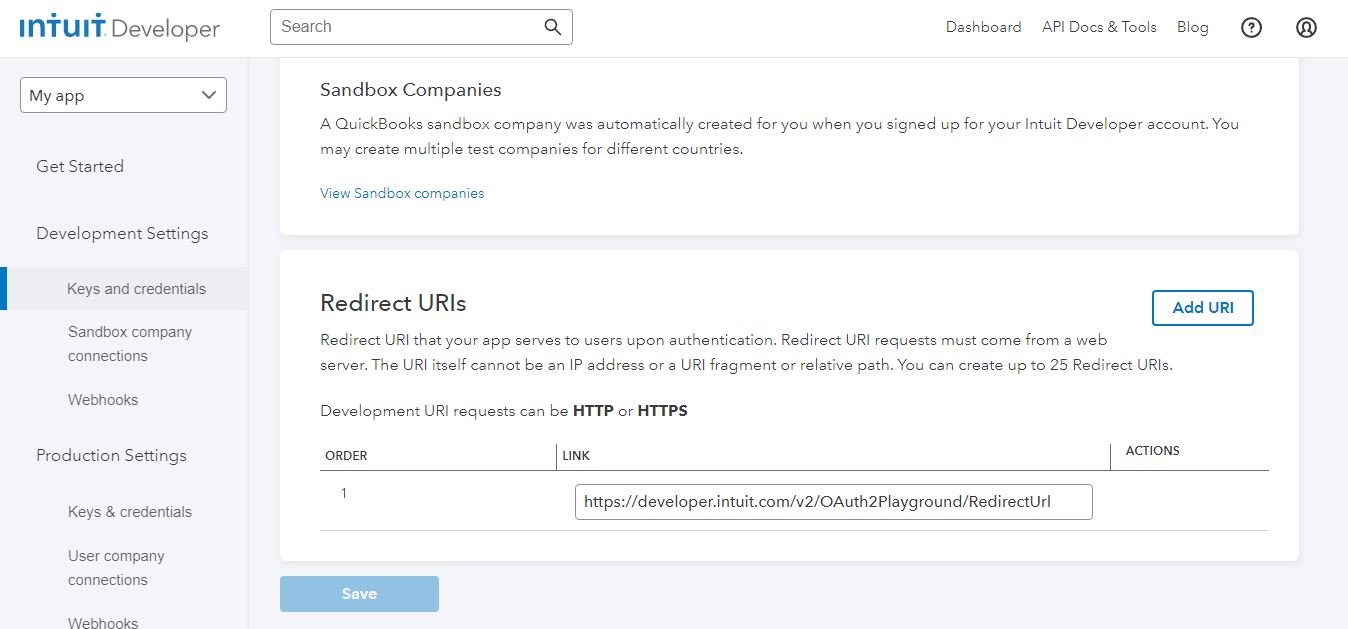 INTUIT Developer
Search
Dashboard API Docs & Tools Blog ?
My app
Get Started
Development Settings
Keys and credentials
Sandbox company
connections
Webhooks
Production Settings
Keys & credentials
User company
connections
Webhooks
Sandbox Companies
A QuickBooks sandbox company was automatically created for you when you signed up for your Intuit Developer account. You
may create multiple test companies for different countries.
View Sandbox companies
Redirect URIs
Add URI
Redirect URI that your app serves to users upon authentication. Redirect URI requests must come from a web
server. The URI itself cannot be an IP address or a URI fragment or relative path. You can create up to 25 Redirect URIs.
Development URI requests can be HTTP or HTTPS
ORDER LINK ACTIONS
1 https://developer.intuit.com/v2/OAuth2Playground/RedirectUrl
Save